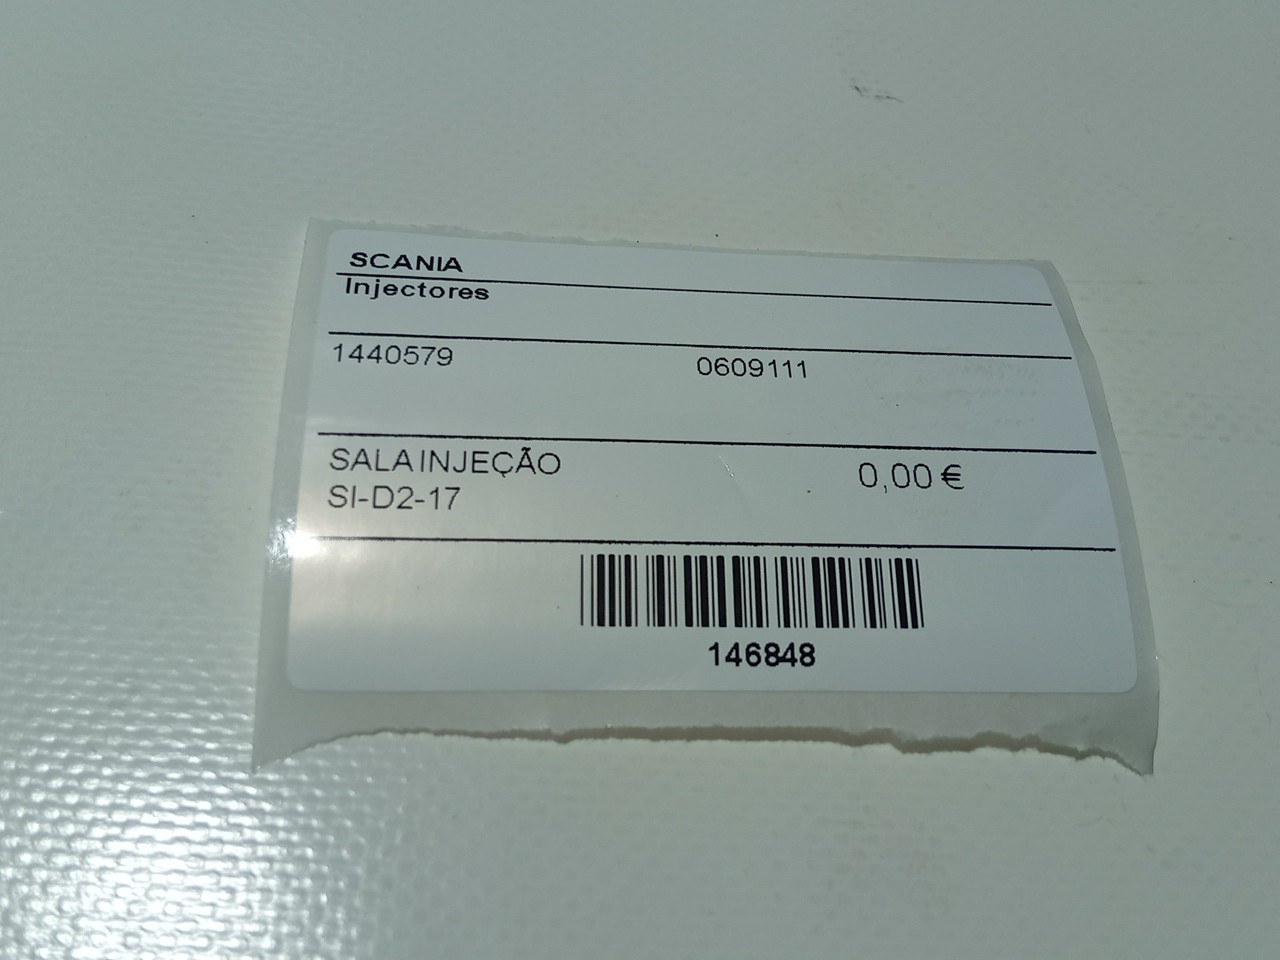 SCANIA
Injectores
1440579 0609111
SALA INJEÇÃO 0,00 €
SI-D2-17
146848